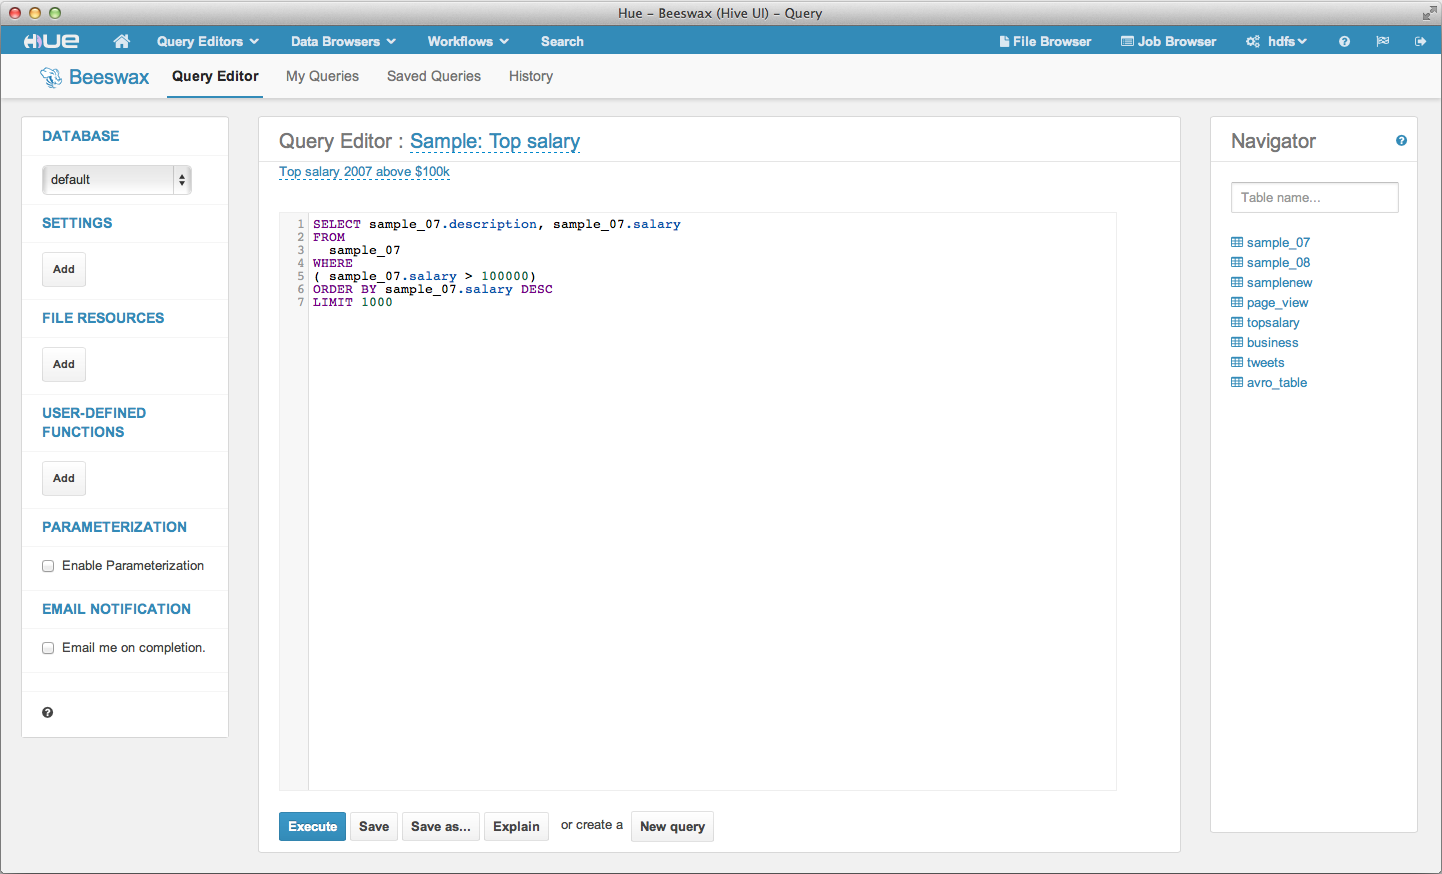 Hue – Beeswax (Hive UI) – Query
HUE Query Editors Data Browsers Workflows Search File Browser Job Browser hdfs
Beeswax Query Editor My Queries Saved Queries History
DATABASE
default
SETTINGS
Add
FILE RESOURCES
Add
USER-DEFINED
FUNCTIONS
Add
PARAMETERIZATION
Enable Parameterization
EMAIL NOTIFICATION
Email me on completion.
?
Query Editor : Sample: Top salary
Top salary 2007 above $100k
1 SELECT sample_07.description, sample_07.salary
2 FROM
3 sample_07
4 WHERE
5 ( sample_07.salary > 100000)
6 ORDER BY sample_07.salary DESC
7 LIMIT 1000
Execute Save Save as... Explain or create a New query
Navigator ?
Table name...
sample_07
sample_08
samplenew
page_view
topsalary
business
tweets
avro_table